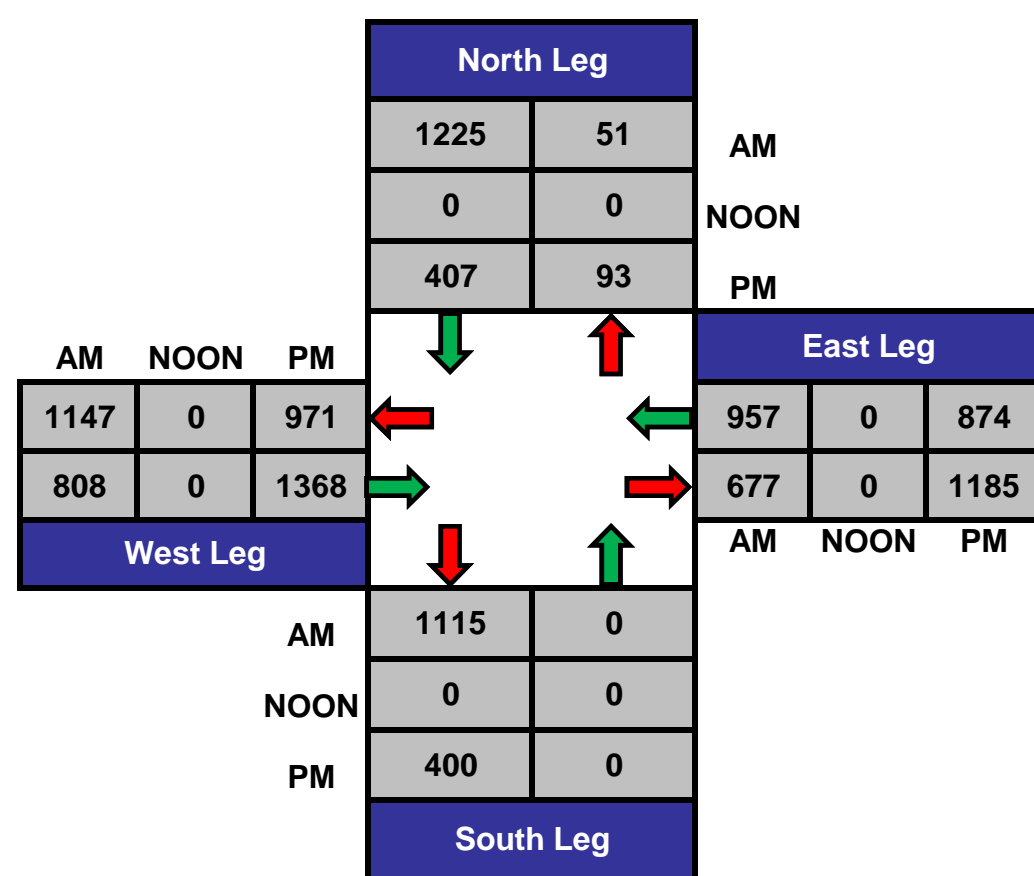 North Leg
1225 51 AM
0 0 NOON
407 93 PM
AM NOON PM East Leg
1147 0 971 957 0 874
808 0 1368 677 0 1185
West Leg AM NOON PM
AM 1115 0
NOON 0 0
PM 400 0
South Leg